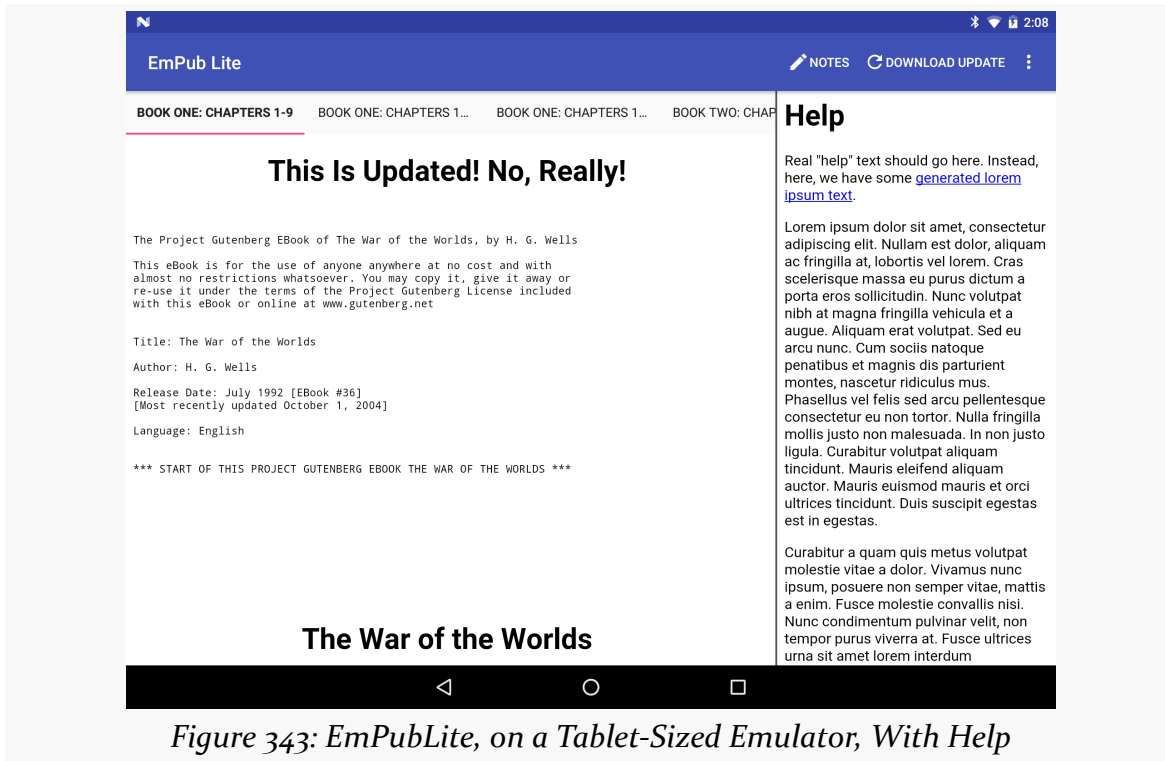 2:08
EmPub Lite
NOTES
DOWNLOAD UPDATE
BOOK ONE: CHAPTERS 1-9
BOOK ONE: CHAPTERS 1...
BOOK ONE: CHAPTERS 1...
BOOK TWO: CHAP
This Is Updated! No, Really!
The Project Gutenberg EBook of The War of the Worlds, by H. G. Wells
This eBook is for the use of anyone anywhere at no cost and with
almost no restrictions whatsoever. You may copy it, give it away or
re-use it under the terms of the Project Gutenberg License included
with this eBook or online at www.gutenberg.net
Title: The War of the Worlds
Author: H. G. Wells
Release Date: July 1992 [EBook #36]
[Most recently updated October 1, 2004]
Language: English
*** START OF THIS PROJECT GUTENBERG EBOOK THE WAR OF THE WORLDS ***
The War of the Worlds
Help
Real "help" text should go here. Instead,
here, we have some generated lorem
ipsum text.
Lorem ipsum dolor sit amet, consectetur
adipiscing elit. Nullam est dolor, aliquam
ac fringilla at, lobortis vel lorem. Cras
scelerisque massa eu purus dictum a
porta eros sollicitudin. Nunc volutpat
nibh at magna fringilla vehicula et a
augue. Aliquam erat volutpat. Sed eu
arcu nunc. Cum sociis natoque
penatibus et magnis dis parturient
montes, nascetur ridiculus mus.
Phasellus vel felis sed arcu pellentesque
consectetur eu non tortor. Nulla fringilla
mollis justo non malesuada. In non justo
ligula. Curabitur volutpat aliquam
tincidunt. Mauris eleifend aliquam
auctor. Mauris euismod mauris et orci
ultrices tincidunt. Duis suscipit egestas
est in egestas.
Curabitur a quam quis metus volutpat
molestie vitae a dolor. Vivamus nunc
ipsum, posuere non semper vitae, mattis
a enim. Fusce molestie convallis nisi.
Nunc condimentum pulvinar velit, non
tempor purus viverra at. Fusce ultrices
urna sit amet lorem interdum
Figure 343: EmPubLite, on a Tablet-Sized Emulator, With Help